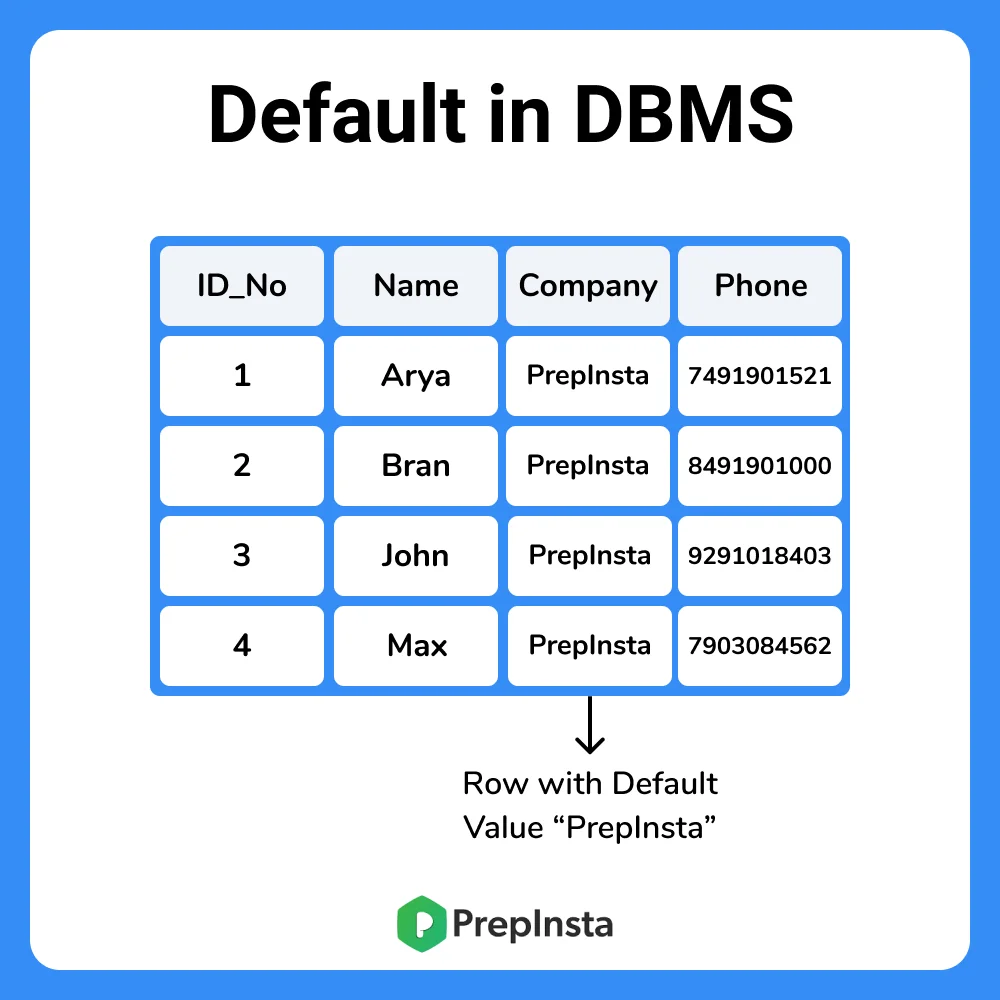 Default in DBMS
ID_No Name Company Phone
1 Arya PrepInsta 7491901521
2 Bran PrepInsta 8491901000
3 John PrepInsta 9291018403
4 Max PrepInsta 7903084562
Row with Default
Value “PrepInsta”
PrepInsta